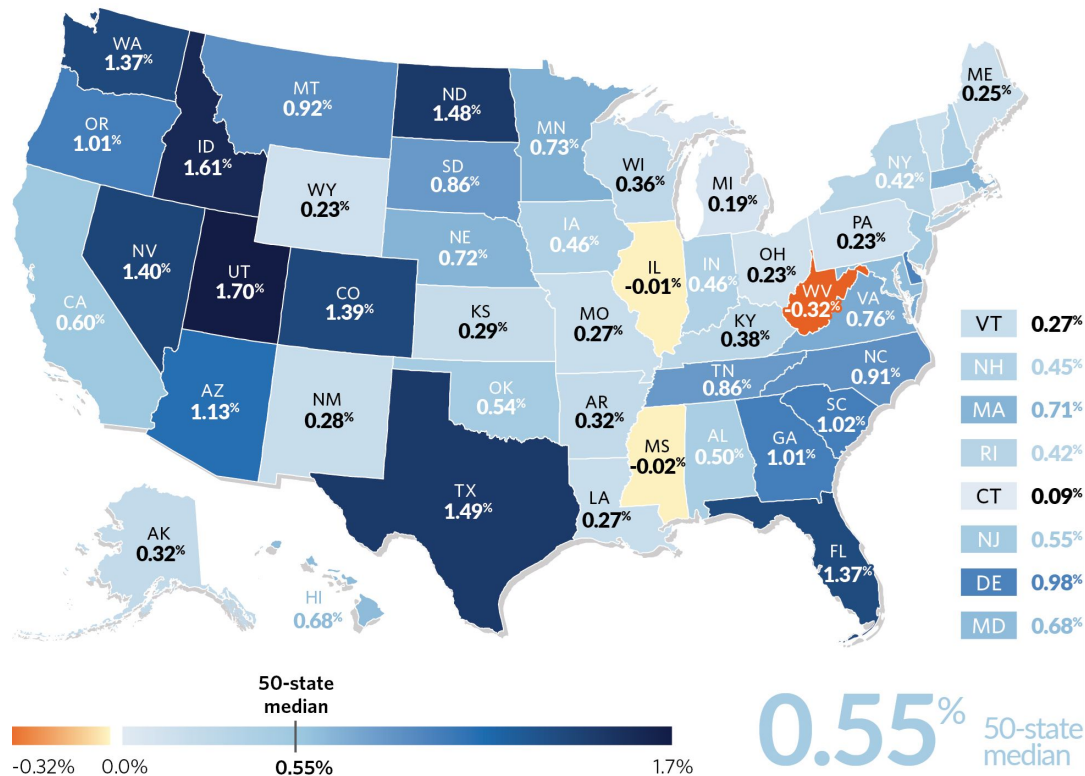 WA
1.37%
MT
0.92%
ND
1.48%
MN
0.73%
ME
0.25%
OR
1.01%
ID
1.61%
SD
0.86%
WI
0.36%
MI
0.19%
NY
0.42%
WY
0.23%
NE
0.72%
IA
0.46%
PA
0.23%
NV
1.40%
UT
1.70%
CO
1.39%
IL
-0.01%
IN
0.46%
OH
0.23%
WV
-0.32%
VA
0.76%
CA
0.60%
KS
0.29%
MO
0.27%
KY
0.38%
TN
0.86%
NC
0.91%
AZ
1.13%
NM
0.28%
OK
0.54%
AR
0.32%
MS
-0.02%
AL
0.50%
GA
1.01%
SC
1.02%
TX
1.49%
LA
0.27%
FL
1.37%
AK
0.32%
HI
0.68%
VT 0.27%
NH 0.45%
MA 0.71%
RI 0.42%
CT 0.09%
NJ 0.55%
DE 0.98%
MD 0.68%
50-state
median
-0.32% 0.0% 0.55% 1.7%
0.55% 50-state
median